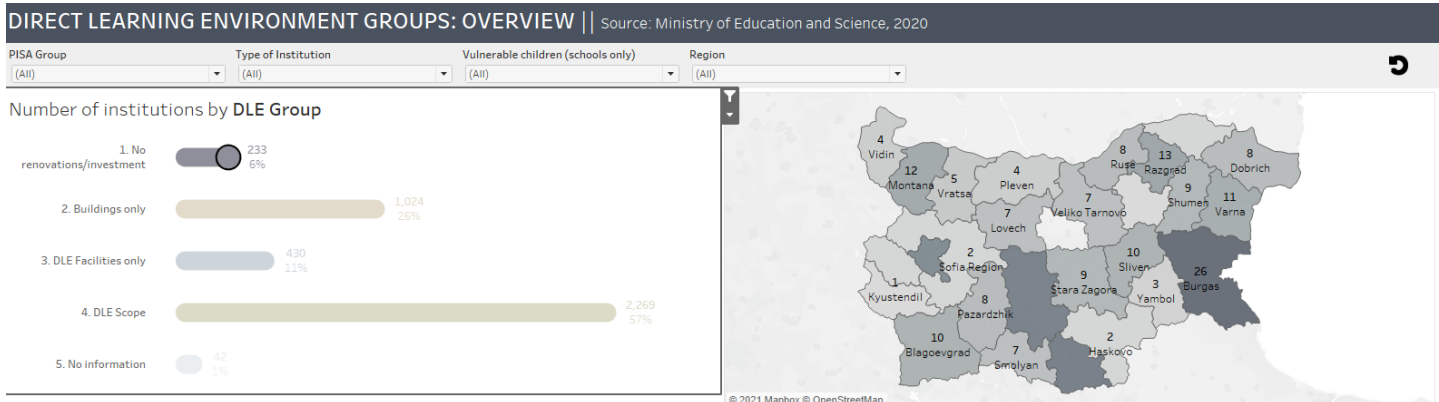 DIRECT LEARNING ENVIRONMENT GROUPS: OVERVIEW || Source: Ministry of Education and Science, 2020
PISA Group
Type of Institution
Vulnerable children (schools only)
Region
(All)
(All)
(All)
(All)
Number of institutions by DLE Group
1. No
renovations/investment
233
6%
2. Buildings only
1,024
26%
3. DLE Facilities only
430
11%
4. DLE Scope
2,269
57%
5. No information
42
1%
4
Vidin
12
Montana
5
Vratsa
4
Pleven
8
Ruse
13
Razgrad
8
Dobrich
9
Shumen
11
Varna
7
Lovech
7
Veliko Tarnovo
2
Sofia Region
10
Sliven
26
Burgas
1
Kyustendil
8
Pazardzhik
9
Stara Zagora
3
Yambol
10
Blagoevgrad
7
Smolyan
2
Haskovo
© 2021 Mapbox © OpenStreetMap